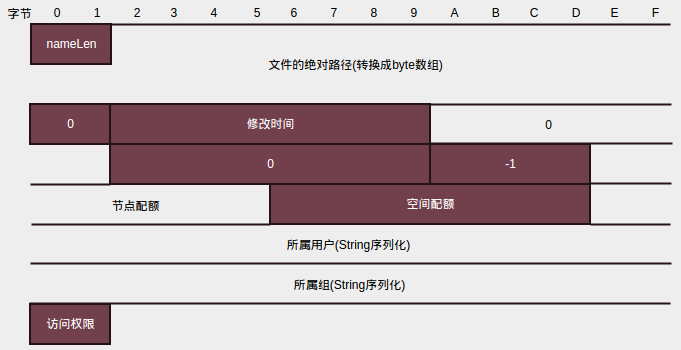 字节 0 1 2 3 4 5 6 7 8 9 A B C D E F
nameLen
文件的绝对路径(转换成byte数组)
0 修改时间 0
0 -1
节点配额 空间配额
所属用户(String序列化)
所属组(String序列化)
访问权限